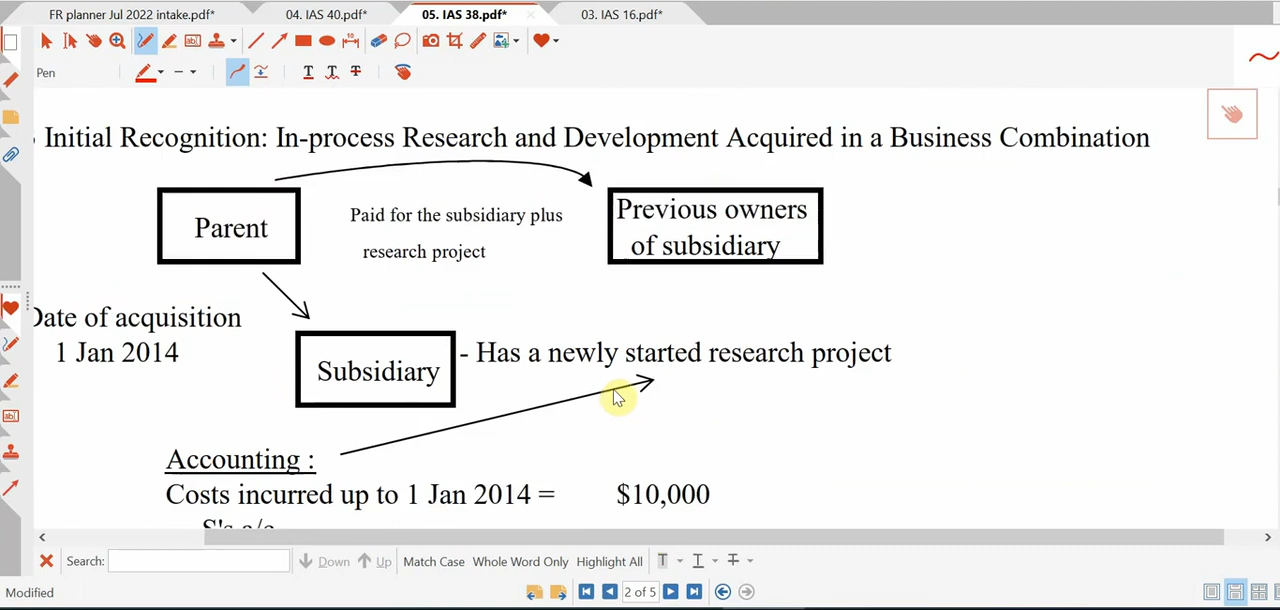 FR planner Jul 2022 intake.pdf* 04. IAS 40.pdf* 05. IAS 38.pdf* 03. IAS 16.pdf*
Pen
Initial Recognition: In-process Research and Development Acquired in a Business Combination
Parent
Paid for the subsidiary plus
research project
Previous owners
of subsidiary
Date of acquisition
1 Jan 2014
Subsidiary
- Has a newly started research project
Accounting :
Costs incurred up to 1 Jan 2014 = $10,000
S's a/c
Search: Down Up Match Case Whole Word Only Highlight All
Modified
2 of 5